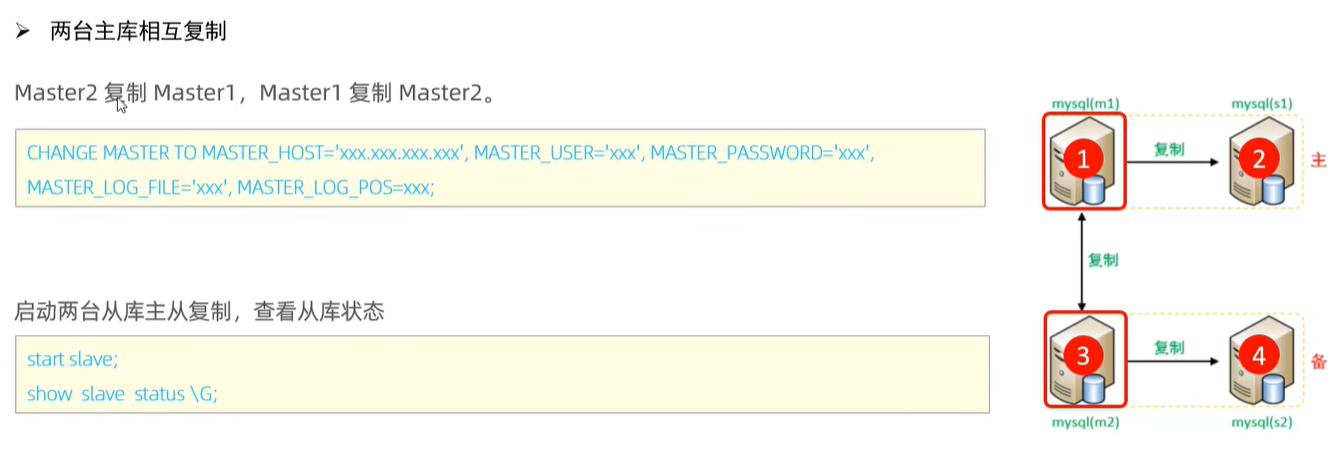 两台主库相互复制
Master2 复制 Master1，Master1 复制 Master2。
CHANGE MASTER TO MASTER_HOST='xxx.xxx.xxx.xxx', MASTER_USER='xxx', MASTER_PASSWORD='xxx',
MASTER_LOG_FILE='xxx', MASTER_LOG_POS=xxx;
启动两台从库主从复制，查看从库状态
start slave;
show slave status \G;
mysql(m1)
mysql(s1)
1
复制
2
主
复制
3
复制
4
备
mysql(m2)
mysql(s2)